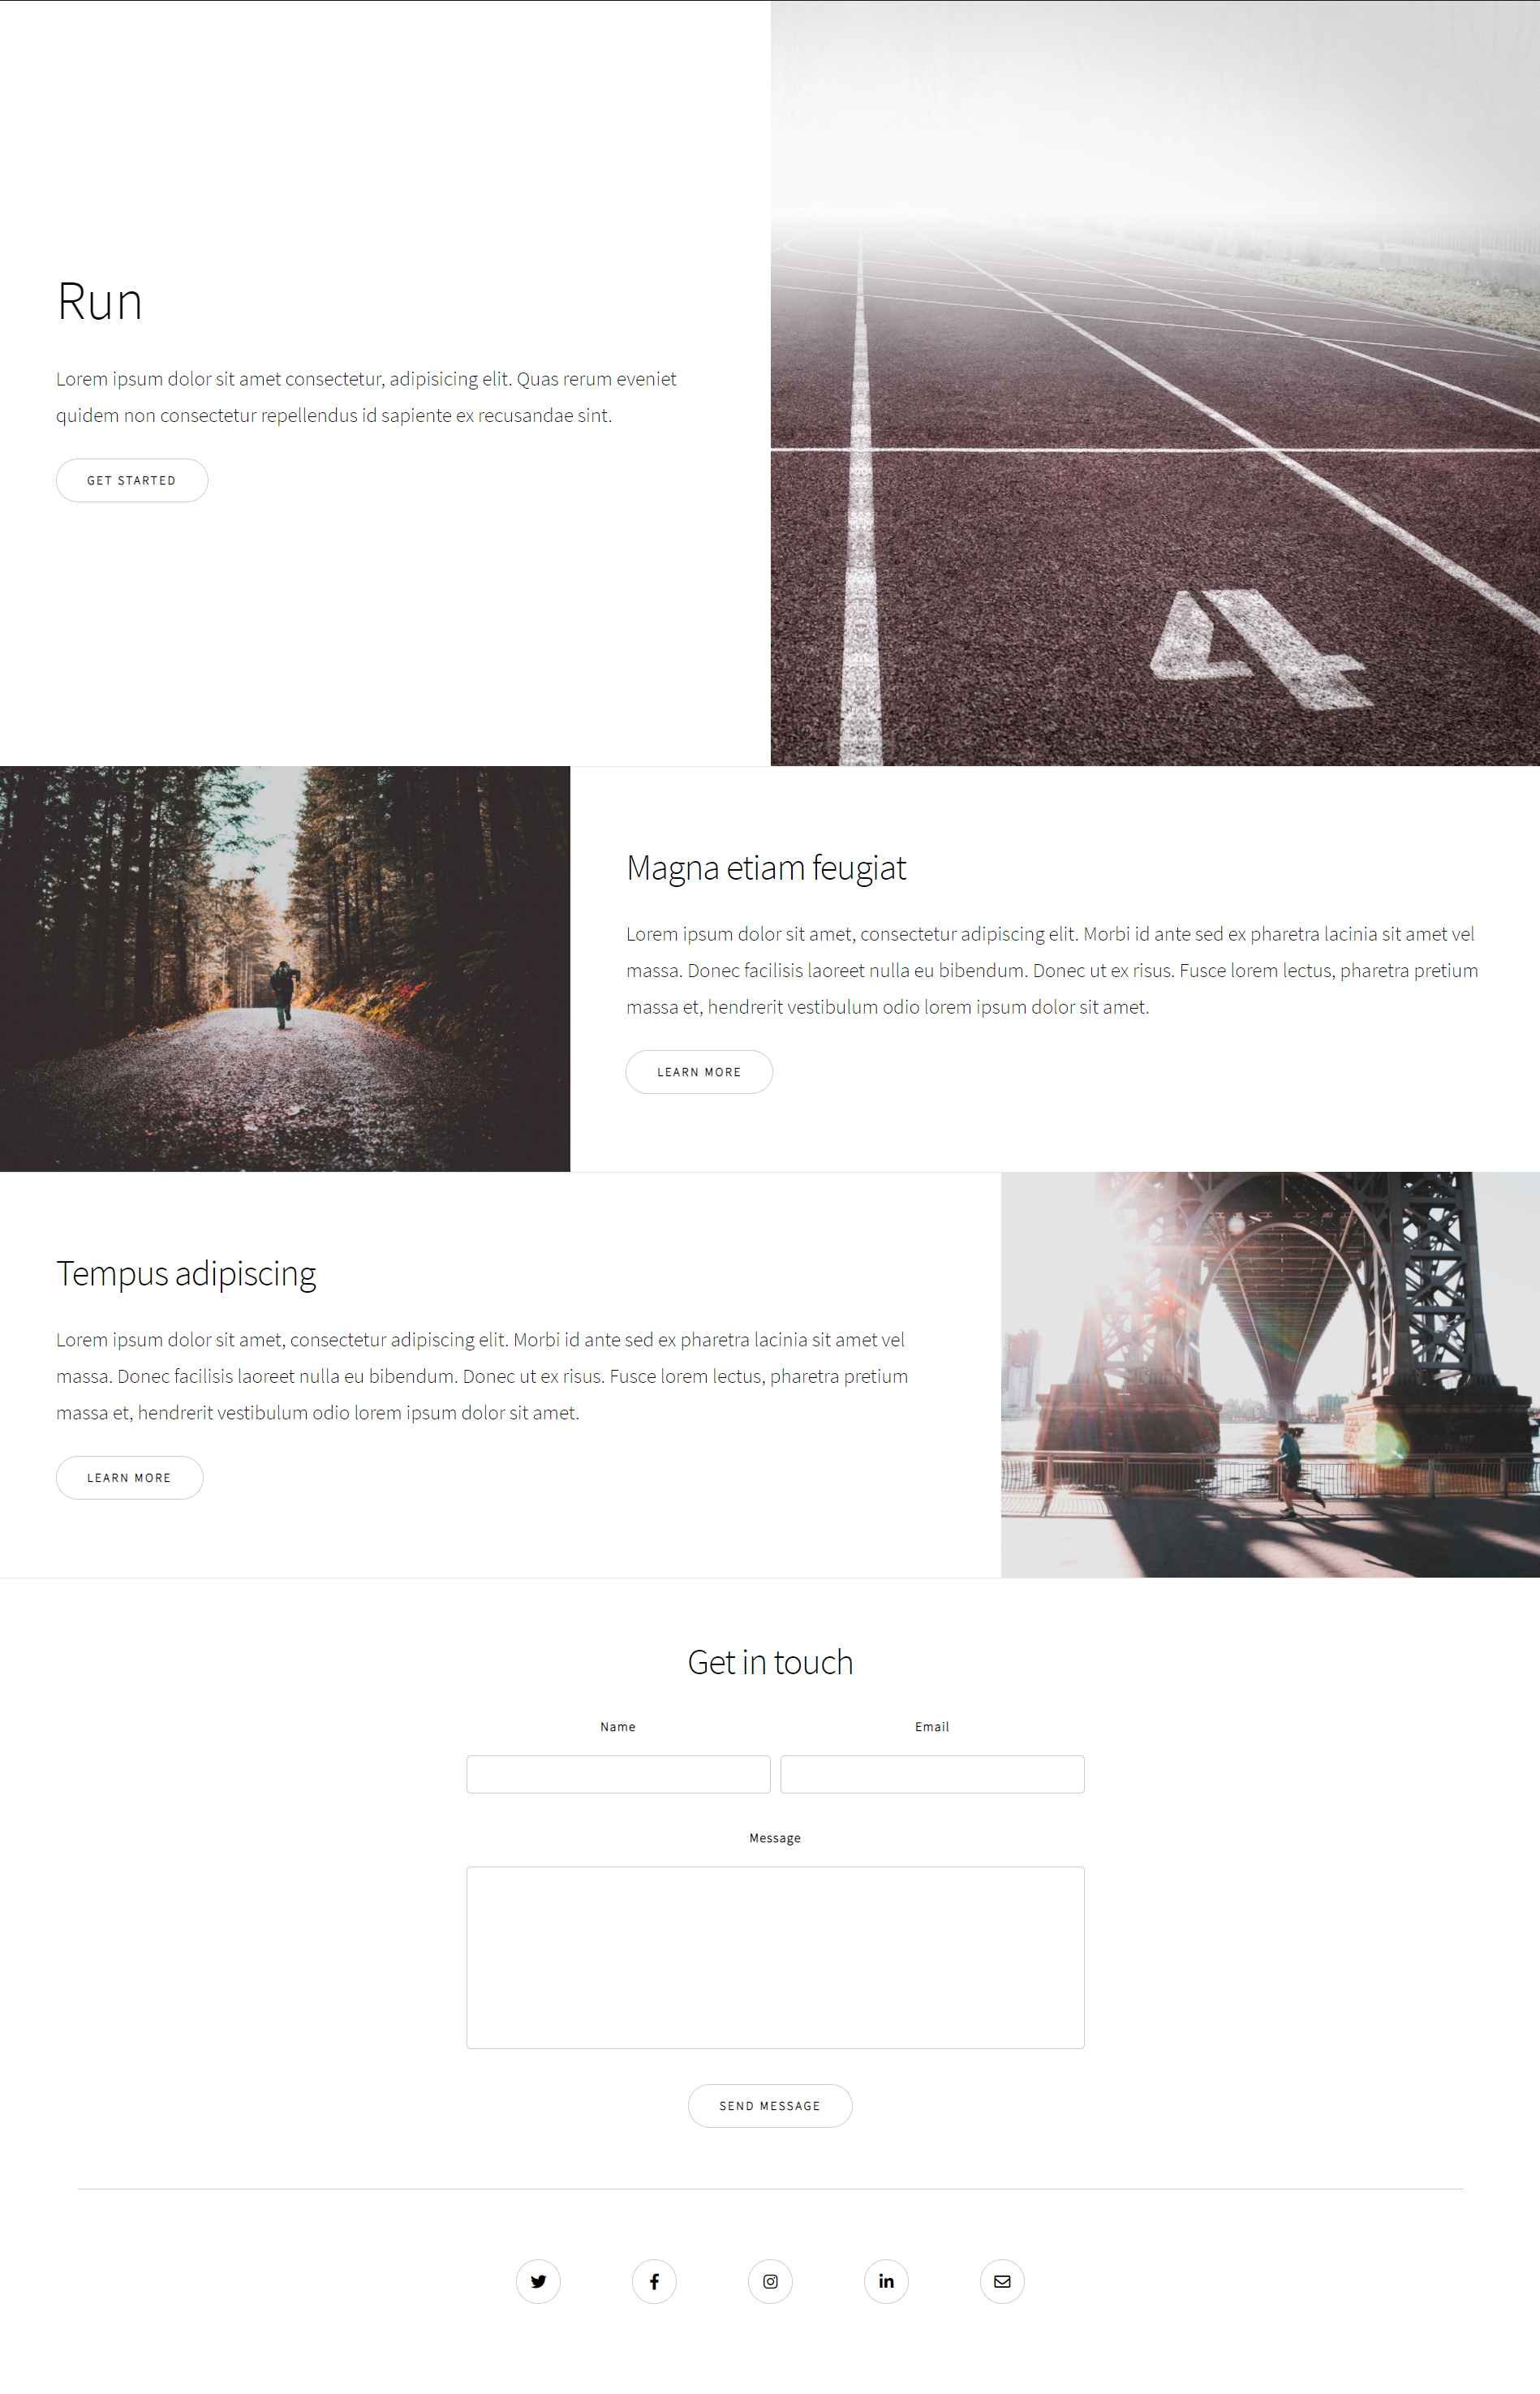 Run
Lorem ipsum dolor sit amet consectetur, adipisicing elit. Quas rerum eveniet
quidem non consectetur repellendus id sapiente ex recusandae sint.
GET STARTED
4
Magna etiam feugiat
Lorem ipsum dolor sit amet, consectetur adipiscing elit. Morbi id ante sed ex pharetra lacinia sit amet vel
massa. Donec facilisis laoreet nulla eu bibendum. Donec ut ex risus. Fusce lorem lectus, pharetra pretium
massa et, hendrerit vestibulum odio lorem ipsum dolor sit amet.
LEARN MORE
Tempus adipiscing
Lorem ipsum dolor sit amet, consectetur adipiscing elit. Morbi id ante sed ex pharetra lacinia sit amet vel
massa. Donec facilisis laoreet nulla eu bibendum. Donec ut ex risus. Fusce lorem lectus, pharetra pretium
massa et, hendrerit vestibulum odio lorem ipsum dolor sit amet.
LEARN MORE
Get in touch
Name Email
Message
SEND MESSAGE